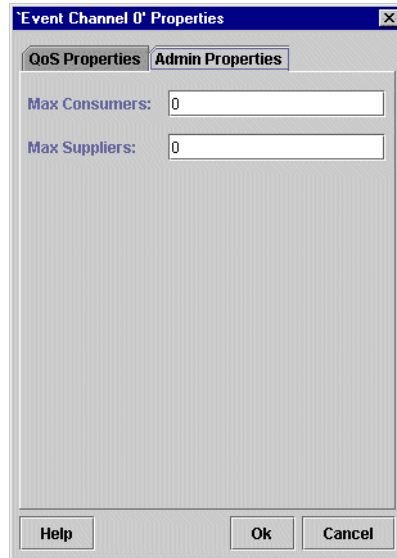 `Event Channel 0' Properties
QoS Properties Admin Properties
Max Consumers: 0
Max Suppliers: 0
Help Ok Cancel